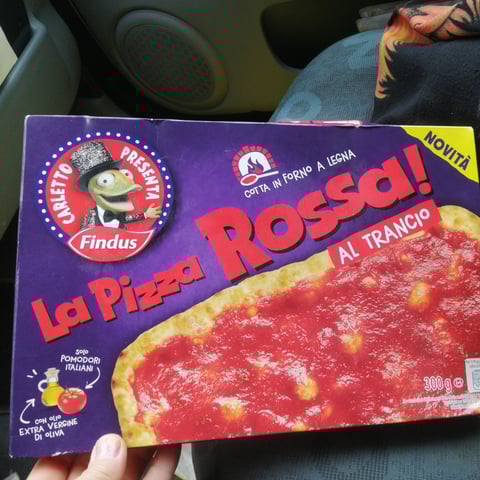 CARLETTO PRESENTA
Findus
NOVITÀ
COTTA IN FORNO A LEGNA
La Pizza Rossa!
AL TRANCIO
SOLO
POMODORI
ITALIANI
CON OLIO
EXTRA VERGINE
DI OLIVA
300g e